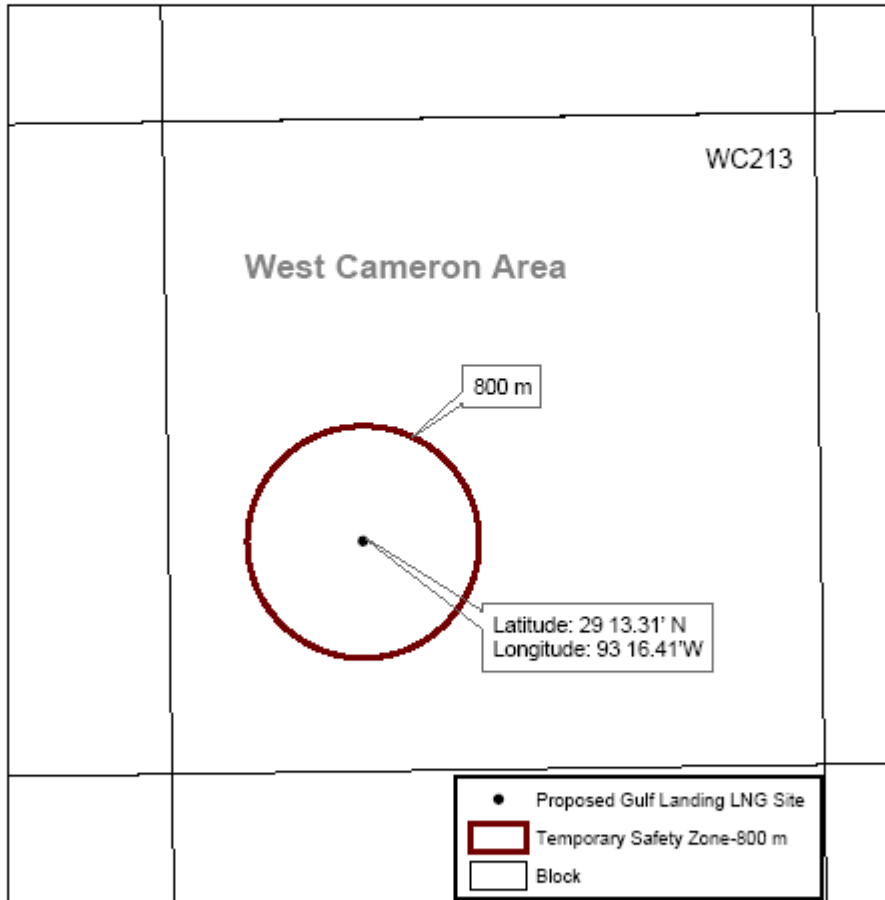 WC213
West Cameron Area
800 m
Latitude: 29 13.31' N
Longitude: 93 16.41'W
Proposed Gulf Landing LNG Site
Temporary Safety Zone-800 m
Block